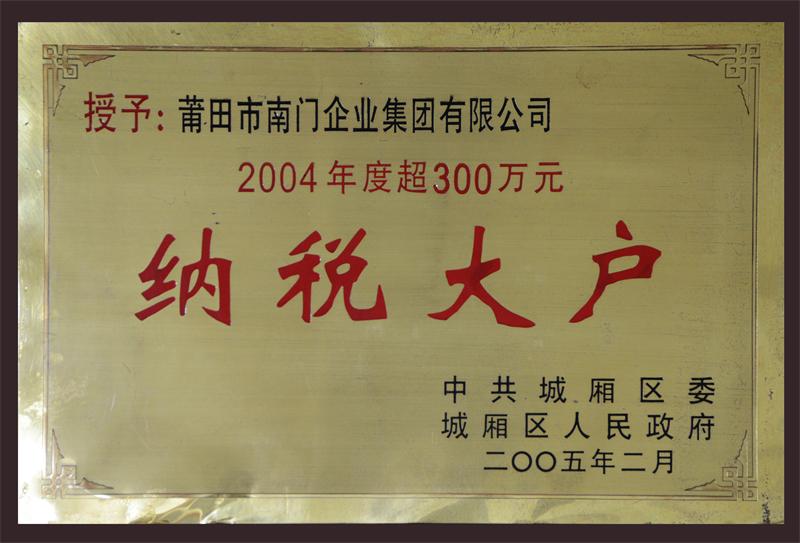 授予:莆田市南门企业集团有限公司
2004年度超300万元
纳税大户
中共城厢区委
城厢区人民政府
二〇〇五年二月